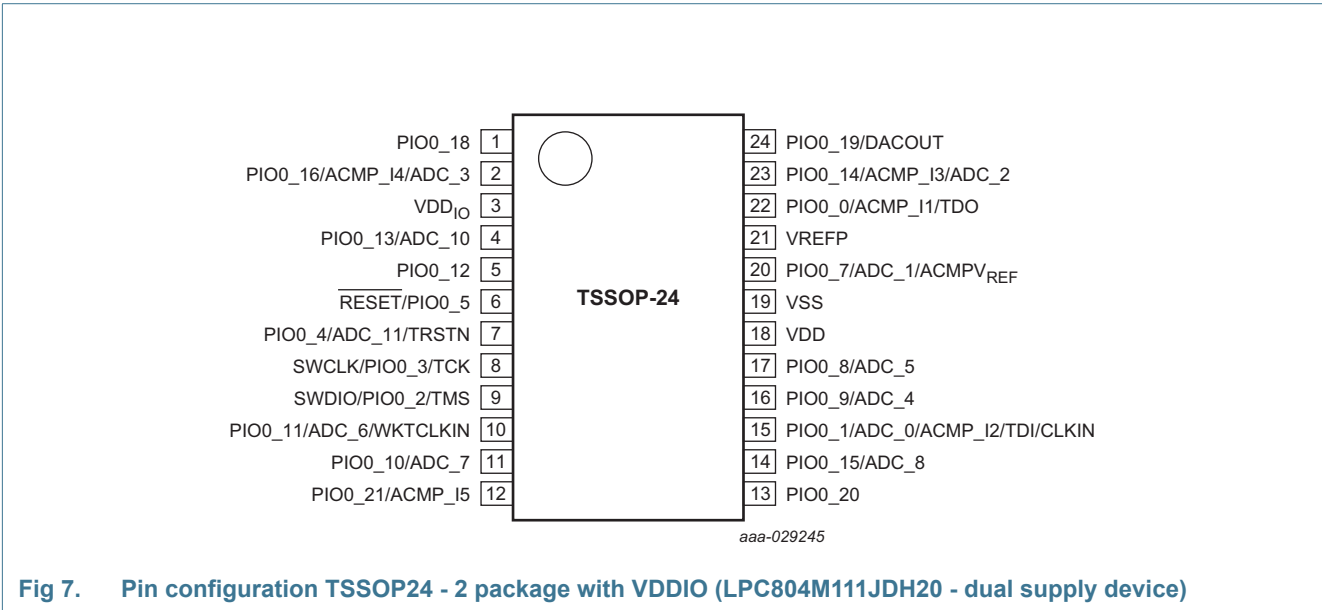 PIO0_18 1
PIO0_16/ACMP_I4/ADC_3 2
VDDIO 3
PIO0_13/ADC_10 4
PIO0_12 5
RESET/PIO0_5 6
PIO0_4/ADC_11/TRSTN 7
SWCLK/PIO0_3/TCK 8
SWDIO/PIO0_2/TMS 9
PIO0_11/ADC_6/WKTCLKIN 10
PIO0_10/ADC_7 11
PIO0_21/ACMP_I5 12
TSSOP-24
24 PIO0_19/DACOUT
23 PIO0_14/ACMP_I3/ADC_2
22 PIO0_0/ACMP_I1/TDO
21 VREFP
20 PIO0_7/ADC_1/ACMPVREF
19 VSS
18 VDD
17 PIO0_8/ADC_5
16 PIO0_9/ADC_4
15 PIO0_1/ADC_0/ACMP_I2/TDI/CLKIN
14 PIO0_15/ADC_8
13 PIO0_20
aaa-029245
Fig 7. Pin configuration TSSOP24 - 2 package with VDDIO (LPC804M111JDH20 - dual supply device)